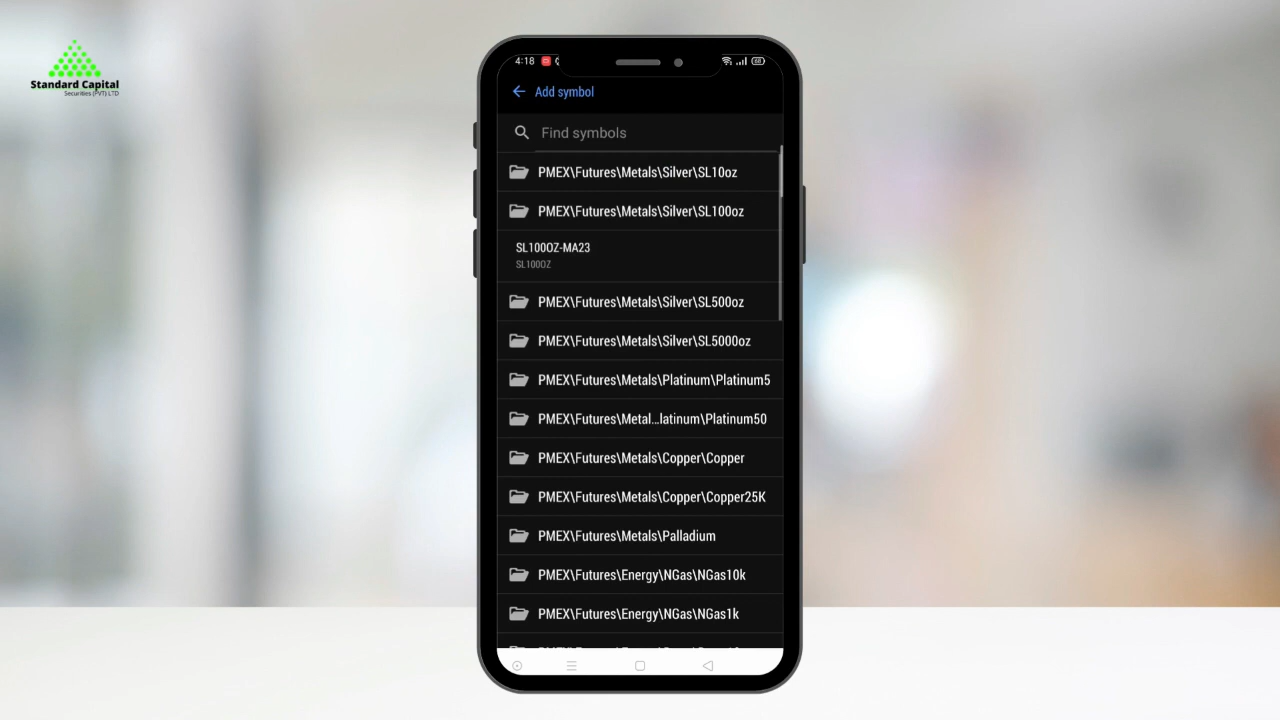 Standard Capital
Securities (PVT) LTD
4:18
68
Add symbol
Find symbols
PMEX\Futures\Metals\Silver\SL10oz
PMEX\Futures\Metals\Silver\SL100oz
SL100OZ-MA23
SL100OZ
PMEX\Futures\Metals\Silver\SL500oz
PMEX\Futures\Metals\Silver\SL5000oz
PMEX\Futures\Metals\Platinum\Platinum5
PMEX\Futures\Metal...latinum\Platinum50
PMEX\Futures\Metals\Copper\Copper
PMEX\Futures\Metals\Copper\Copper25K
PMEX\Futures\Metals\Palladium
PMEX\Futures\Energy\NGas\NGas10k
PMEX\Futures\Energy\NGas\NGas1k